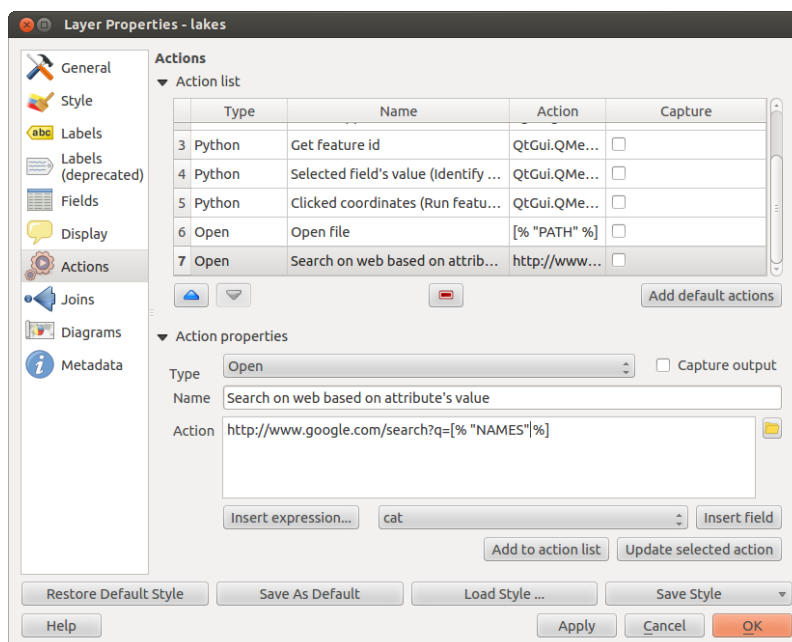 Layer Properties - lakes
General
Style
Labels
Labels
(deprecated)
Fields
Display
Actions
Joins
Diagrams
Metadata
Actions
Action list
Type Name Action Capture
3 Python Get feature id QtGui.QMe...
4 Python Selected field's value (Identify ... QtGui.QMe...
5 Python Clicked coordinates (Run featu... QtGui.QMe...
6 Open Open file [% "PATH" %]
7 Open Search on web based on attrib... http://www...
Add default actions
Action properties
Type Open Capture output
Name Search on web based on attribute's value
Action http://www.google.com/search?q=[% "NAMES" %]
Insert expression... cat Insert field
Add to action list Update selected action
Restore Default Style Save As Default Load Style ... Save Style
Help Apply Cancel OK